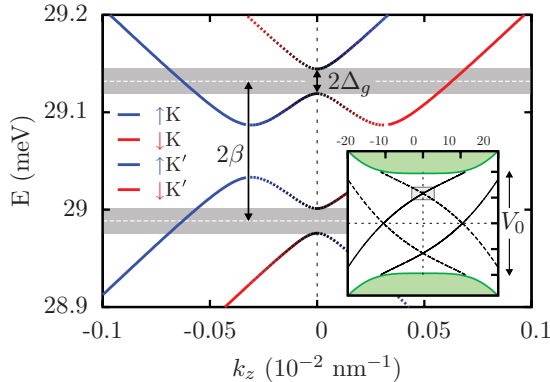 29.2
29.1
29
28.9
E (meV)
-0.1
-0.05
0
0.05
0.1
k_z (10⁻² nm⁻¹)
↑K
↓K
↑K'
↓K'
2β
2Δ_g
-20
-10
0
10
20
V₀